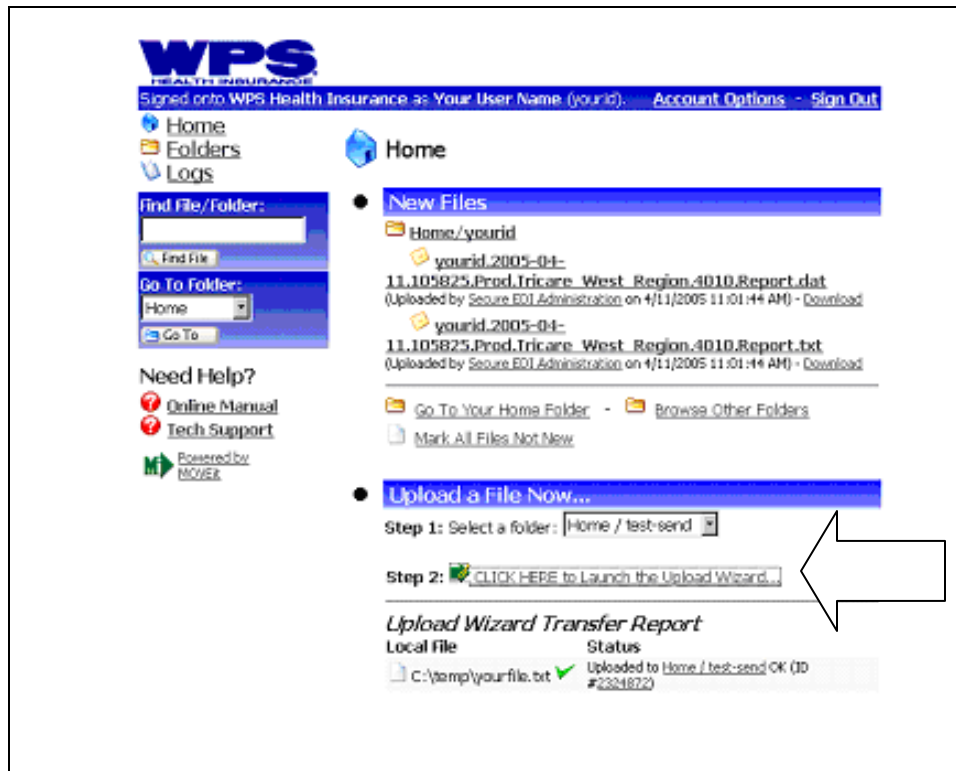 WPS
HEALTH INSURANCE
Signed onto WPS Health Insurance as Your User Name (yourid). Account Options - Sign Out
Home
Folders
Logs
Find File/Folder:
Find File
Go To Folder:
Home
Go To
Need Help?
Online Manual
Tech Support
Powered by
MOVEit
Home
New Files
Home/yourid
yourid.2005-04-
11.105825.Prod.Tricare_West_Region.4010.Report.dat
(Uploaded by Secure EDI Administration on 4/11/2005 11:01:44 AM) - Download
yourid.2005-04-
11.105825.Prod.Tricare_West_Region.4010.Report.txt
(Uploaded by Secure EDI Administration on 4/11/2005 11:01:44 AM) - Download
Go To Your Home Folder - Browse Other Folders
Mark All Files Not New
Upload a File Now...
Step 1: Select a folder: Home / test-send
Step 2: CLICK HERE to Launch the Upload Wizard...
Upload Wizard Transfer Report
Local File Status
C:\temp\yourfile.txt Uploaded to Home / test-send OK (ID
#2324872)